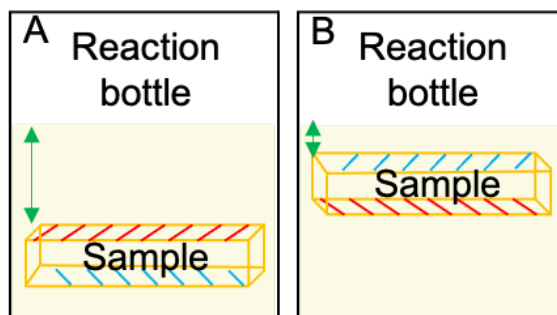 A
Reaction
bottle
Sample
B
Reaction
bottle
Sample